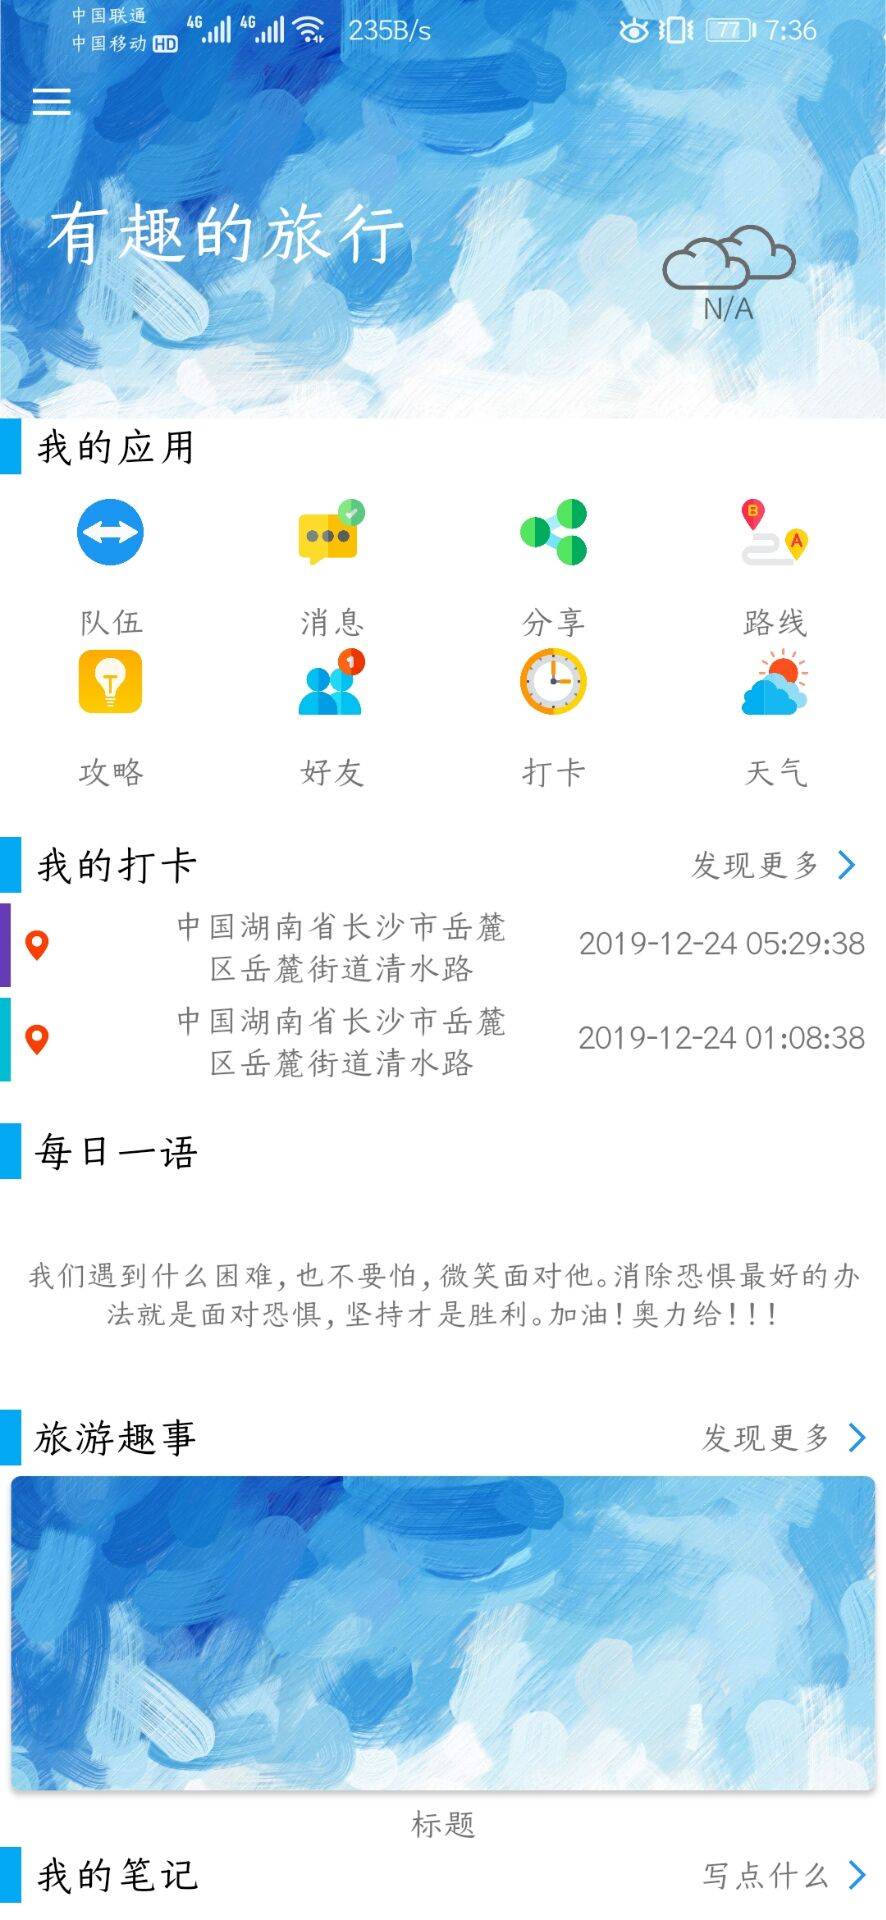 中国联通
中国移动 HD 4G 4G 235B/s 77 7:36
有趣的旅行
N/A
我的应用
队伍 消息 分享 路线
B
A
T
1
攻略 好友 打卡 天气
我的打卡 发现更多
中国湖南省长沙市岳麓
区岳麓街道清水路
2019-12-24 05:29:38
中国湖南省长沙市岳麓
区岳麓街道清水路
2019-12-24 01:08:38
每日一语
我们遇到什么困难,也不要怕,微笑面对他。消除恐惧最好的办
法就是面对恐惧,坚持才是胜利。加油!奥力给!!!
旅游趣事 发现更多
标题
我的笔记 写点什么